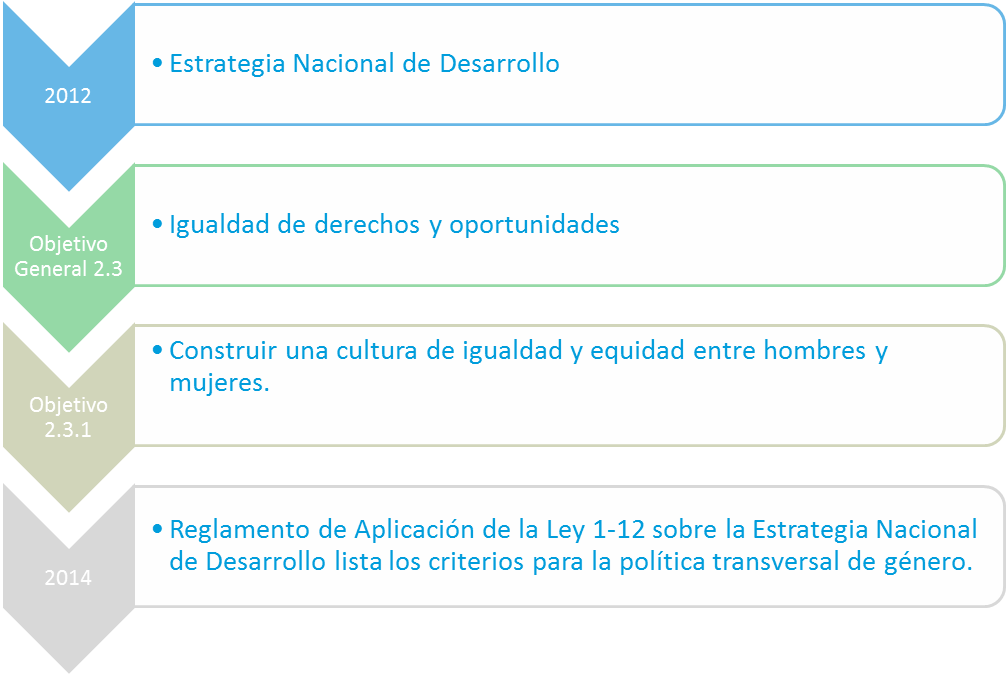 2012
• Estrategia Nacional de Desarrollo
Objetivo
General 2.3
• Igualdad de derechos y oportunidades
Objetivo
2.3.1
• Construir una cultura de igualdad y equidad entre hombres y
mujeres.
2014
• Reglamento de Aplicación de la Ley 1-12 sobre la Estrategia Nacional
de Desarrollo lista los criterios para la política transversal de género.